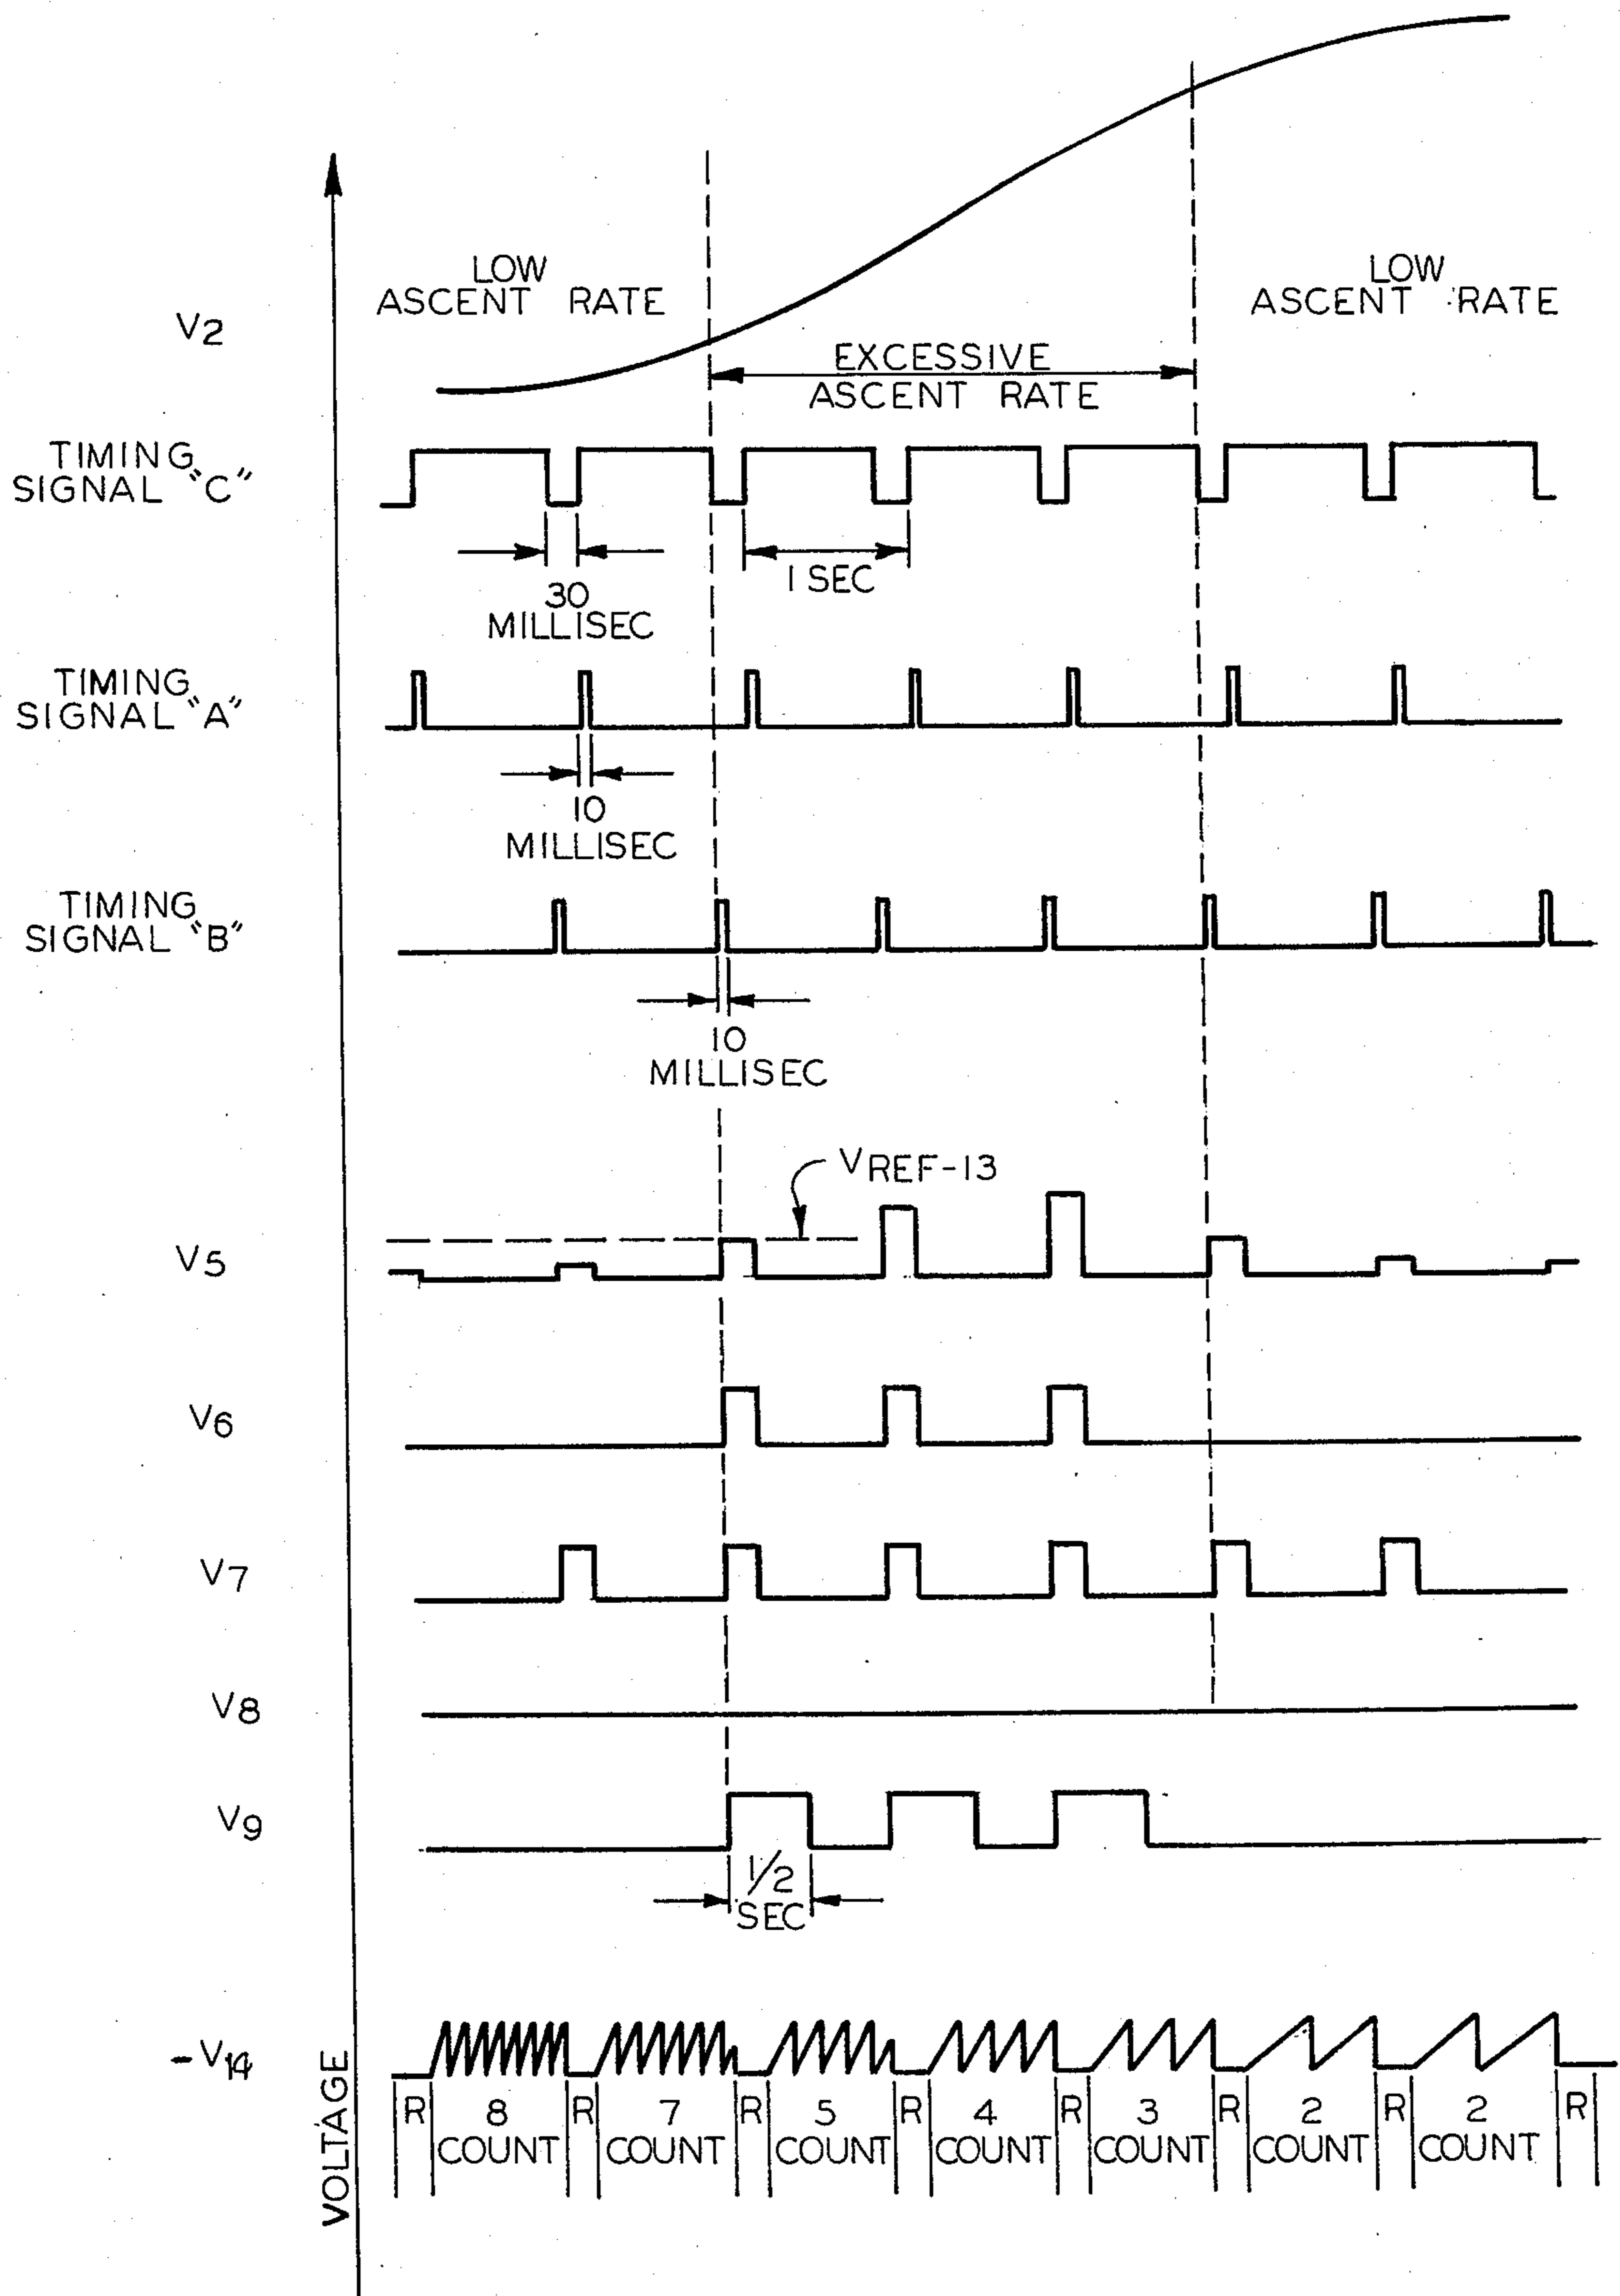 LOW
ASCENT RATE
LOW
ASCENT RATE
V2
EXCESSIVE
ASCENT RATE
TIMING
SIGNAL "C"
1 SEC
30
MILLISEC
TIMING
SIGNAL "A"
10
MILLISEC
TIMING
SIGNAL "B"
10
MILLISEC
VREF-13
V5
V6
V7
V8
V9
1/2
SEC
-V14
R 8 R 7 R 5 R 4 R 3 R 2 R 2 R
COUNT COUNT COUNT COUNT COUNT COUNT COUNT
VOLTAGE